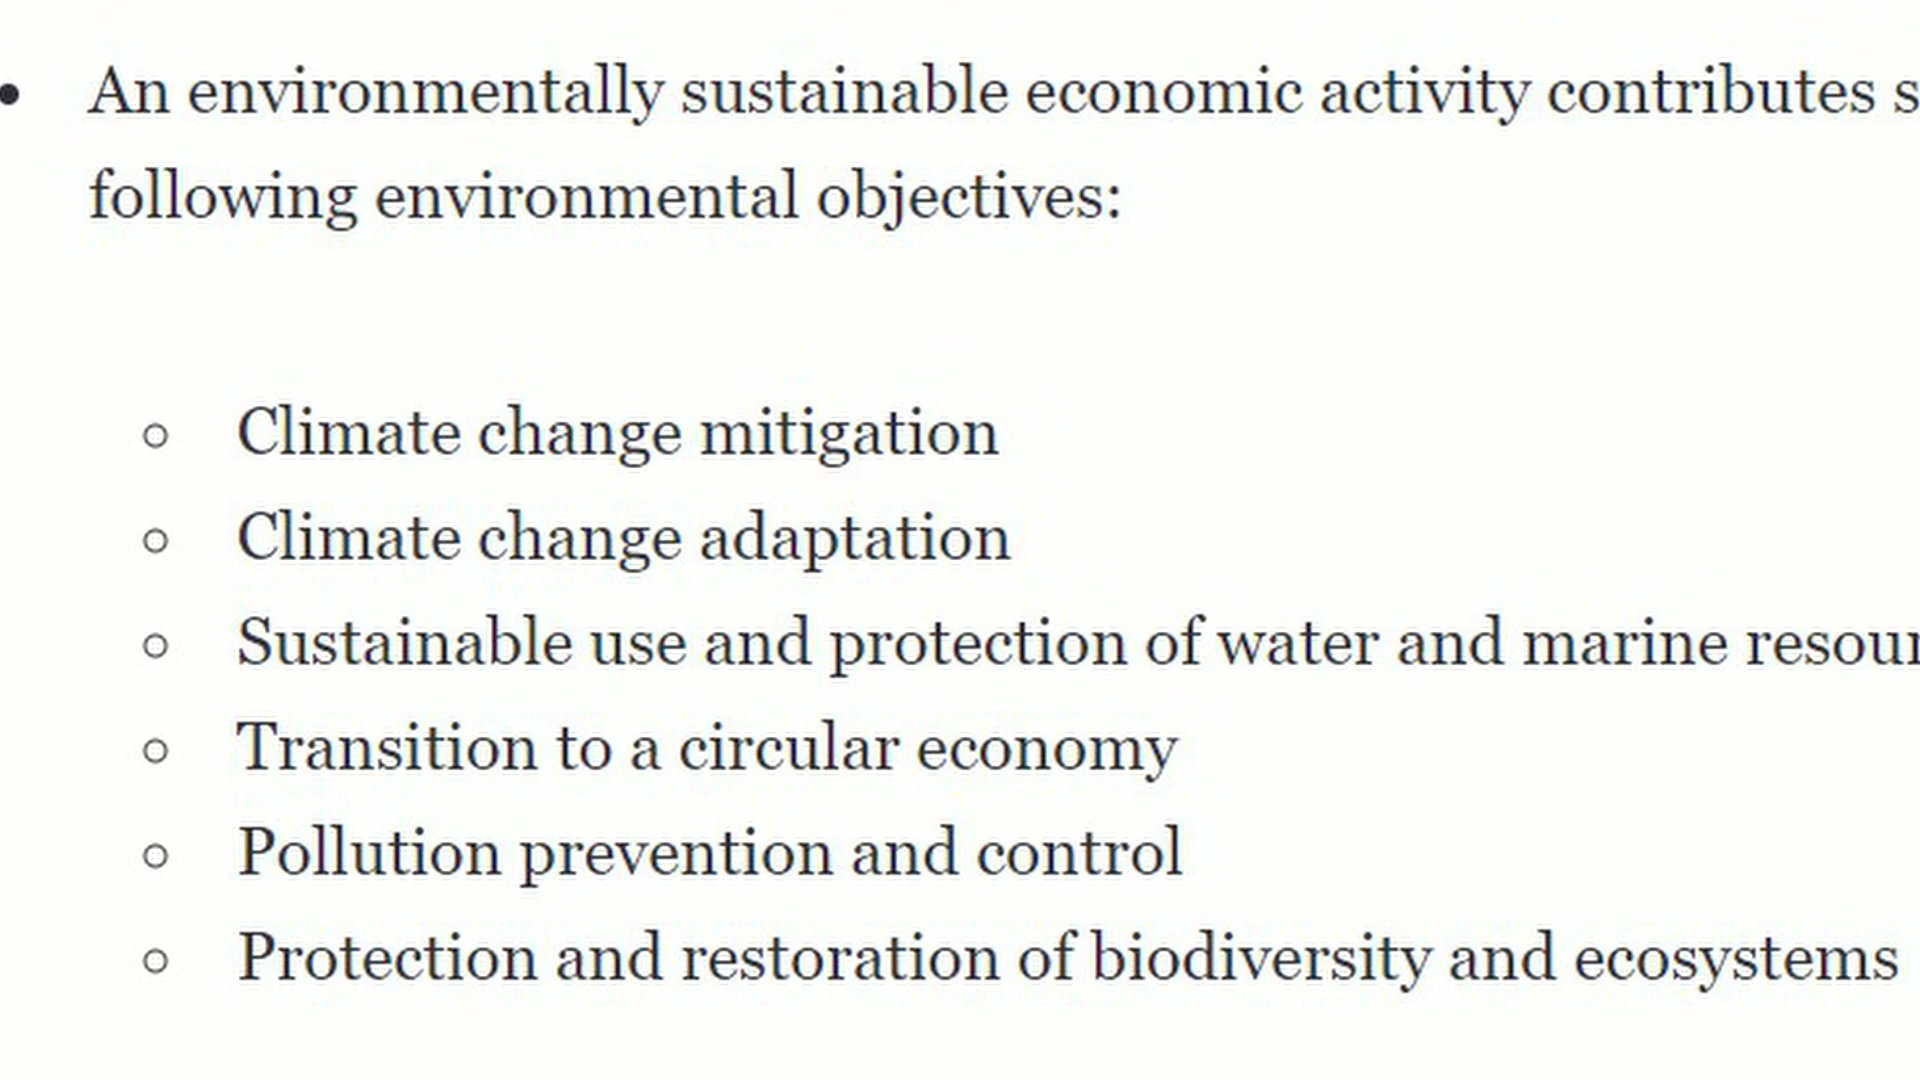 • An environmentally sustainable economic activity contributes
following environmental objectives:
○ Climate change mitigation
○ Climate change adaptation
○ Sustainable use and protection of water and marine
○ Transition to a circular economy
○ Pollution prevention and control
○ Protection and restoration of biodiversity and ecosystems